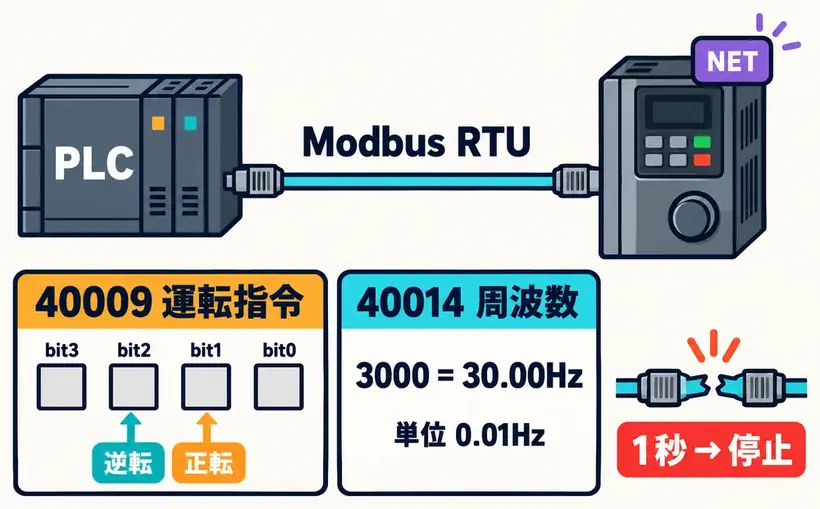 NET
PLC
Modbus RTU
40009 運転指令
bit3 bit2 bit1 bit0
逆転 正転
40014 周波数
3000 = 30.00Hz
単位 0.01Hz
1秒→停止